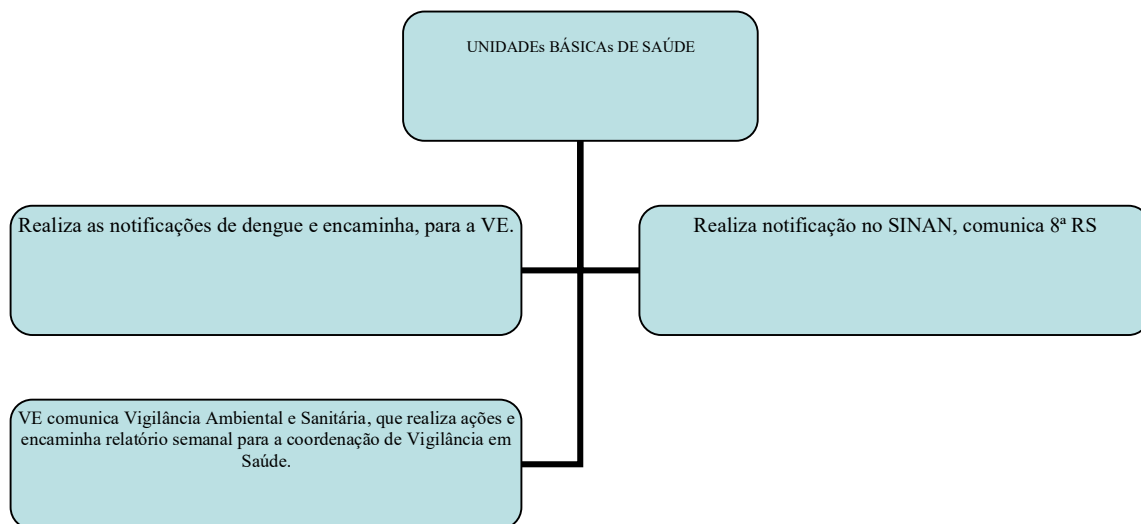 UNIDADEs BÁSICAs DE SAÚDE
Realiza as notificações de dengue e encaminha, para a VE.
Realiza notificação no SINAN, comunica 8ª RS
VE comunica Vigilância Ambiental e Sanitária, que realiza ações e
encaminha relatório semanal para a coordenação de Vigilância em
Saúde.